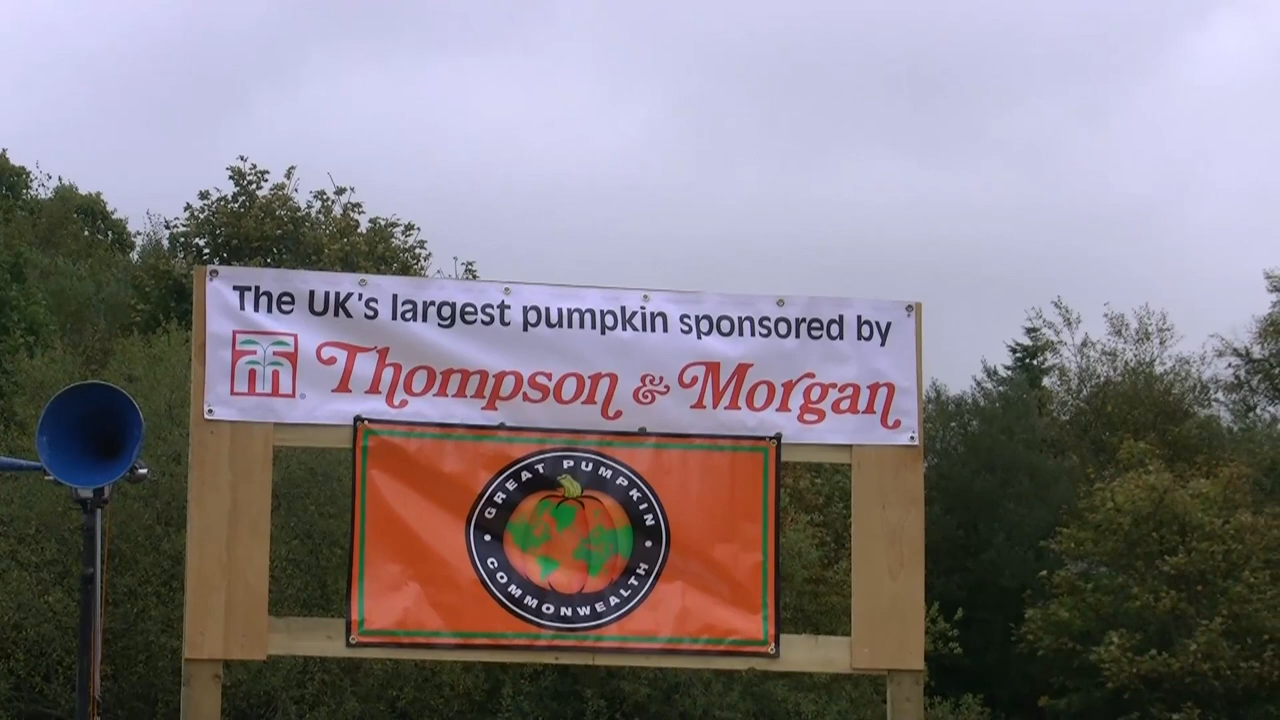 The UK's largest pumpkin sponsored by
Thompson & Morgan
GREAT PUMPKIN
COMMONWEALTH